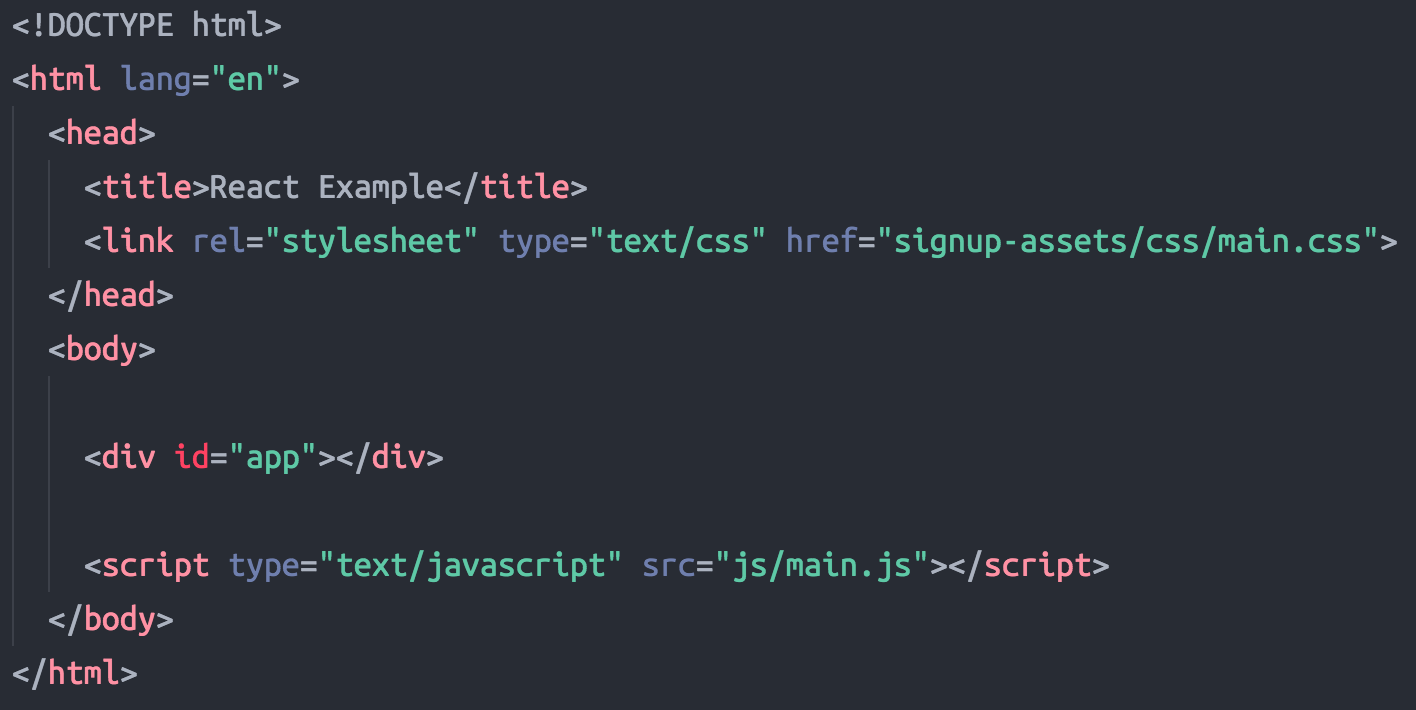 <!DOCTYPE html>
<html lang="en">
  <head>
    <title>React Example</title>
    <link rel="stylesheet" type="text/css" href="signup-assets/css/main.css">
  </head>
  <body>

    <div id="app"></div>

    <script type="text/javascript" src="js/main.js"></script>
  </body>
</html>